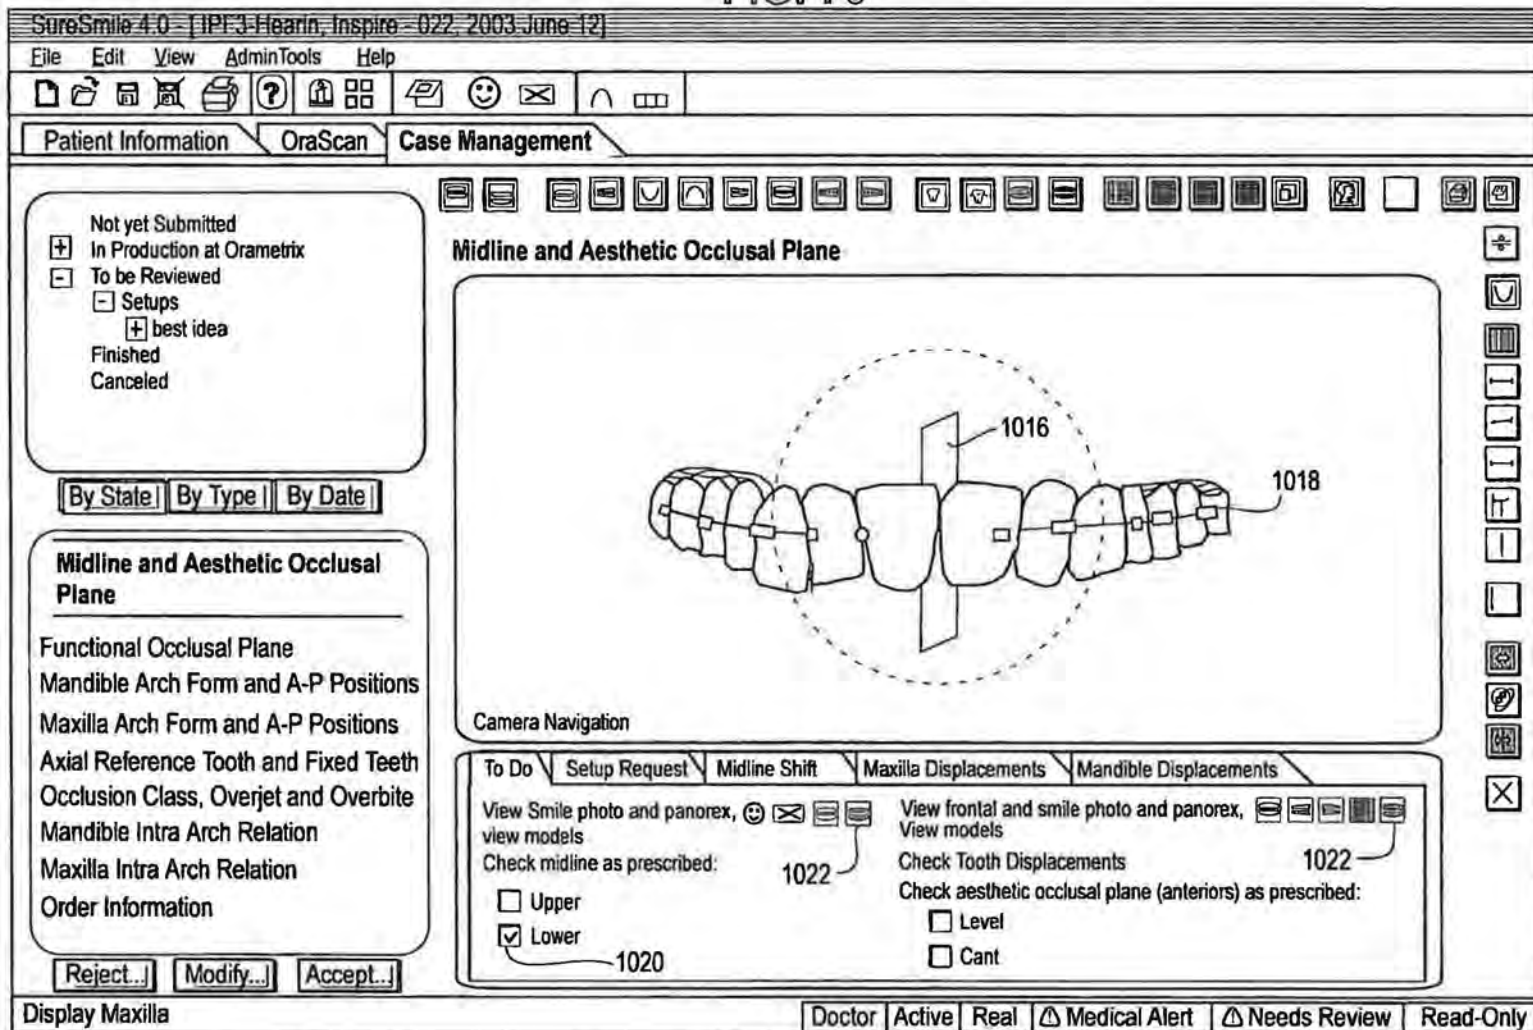 SureSmile 4.0 - [ IPF3-Hearin, Inspire - 022, 2003 June 12]
File Edit View AdminTools Help
?
Patient Information OraScan Case Management
Not yet Submitted
+ In Production at Orametrix
- To be Reviewed
- Setups
+ best idea
Finished
Canceled
By State By Type By Date
Midline and Aesthetic Occlusal
Plane
Functional Occlusal Plane
Mandible Arch Form and A-P Positions
Maxilla Arch Form and A-P Positions
Axial Reference Tooth and Fixed Teeth
Occlusion Class, Overjet and Overbite
Mandible Intra Arch Relation
Maxilla Intra Arch Relation
Order Information
Reject... Modify... Accept...
Midline and Aesthetic Occlusal Plane
1016
1018
Camera Navigation
To Do Setup Request Midline Shift Maxilla Displacements Mandible Displacements
View Smile photo and panorex,
view models
Check midline as prescribed:
1022
Upper
Lower
1020
View frontal and smile photo and panorex,
View models
Check Tooth Displacements
1022
Check aesthetic occlusal plane (anteriors) as prescribed:
Level
Cant
Display Maxilla
Doctor Active Real Medical Alert Needs Review Read-Only